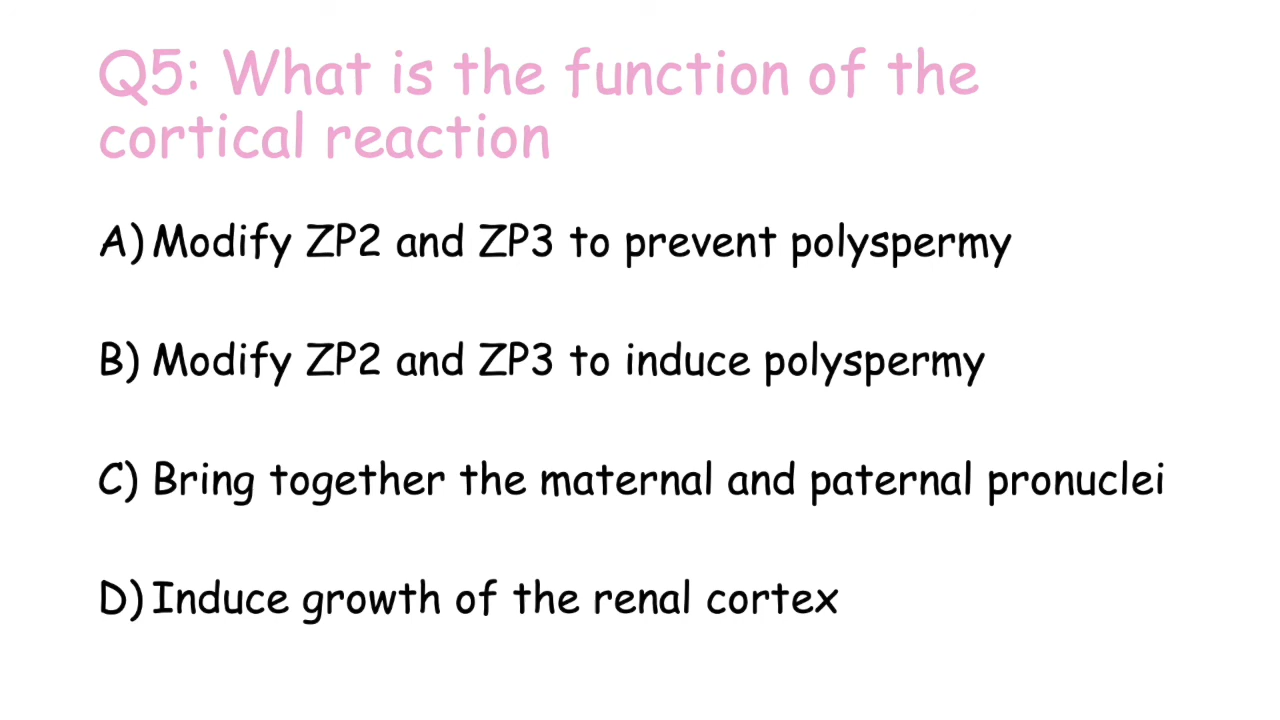 Q5: What is the function of the
cortical reaction
A) Modify ZP2 and ZP3 to prevent polyspermy
B) Modify ZP2 and ZP3 to induce polyspermy
C) Bring together the maternal and paternal pronuclei
D) Induce growth of the renal cortex